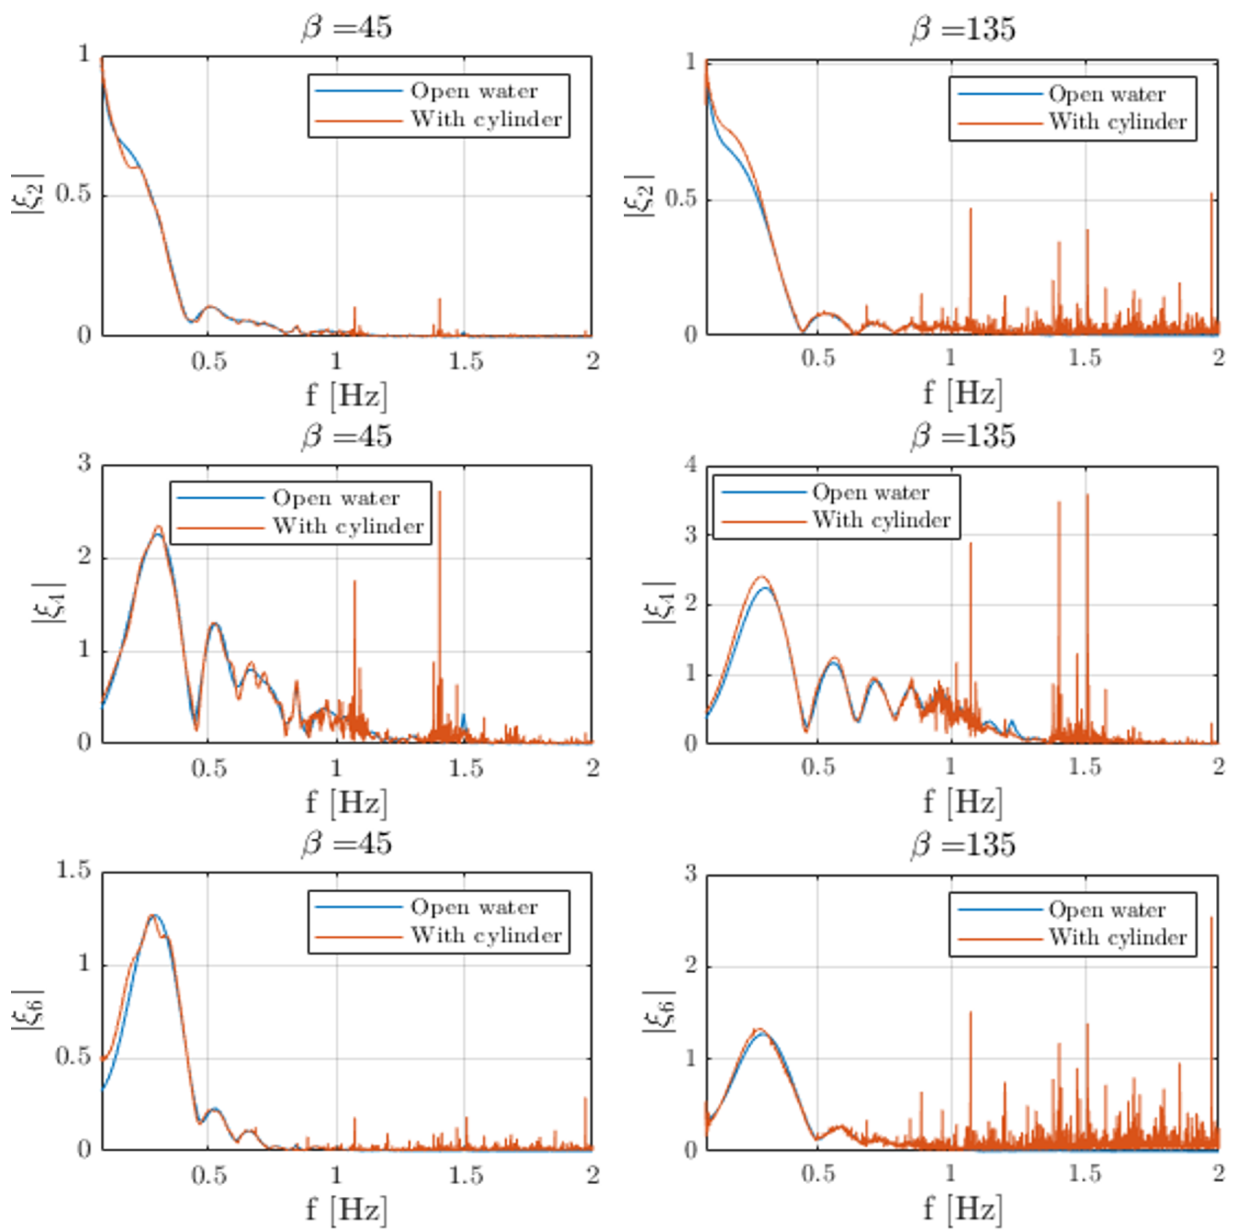 β =45
1
0.5
0
|ξ2|
Open water
With cylinder
0.5
1
1.5
2
f [Hz]
β =135
1
0.5
0
|ξ2|
Open water
With cylinder
0.5
1
1.5
2
f [Hz]
β =45
3
2
1
0
|ξ4|
Open water
With cylinder
0.5
1
1.5
2
f [Hz]
β =135
4
3
2
1
0
|ξ4|
Open water
With cylinder
0.5
1
1.5
2
f [Hz]
β =45
1.5
1
0.5
0
|ξ6|
Open water
With cylinder
0.5
1
1.5
2
f [Hz]
β =135
3
2
1
0
|ξ6|
Open water
With cylinder
0.5
1
1.5
2
f [Hz]